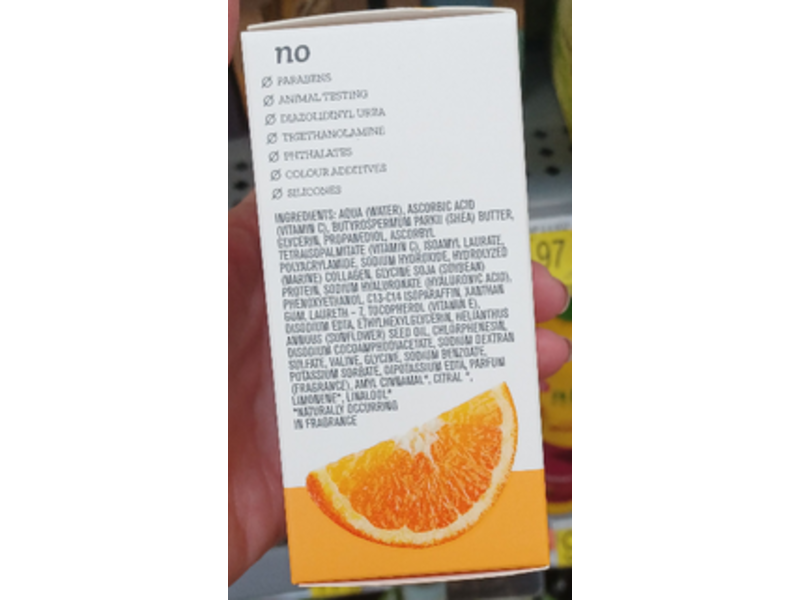 no
Ø PARABENS
Ø ANIMAL TESTING
Ø DIAZOLIDINYL UREA
Ø TRIETHANOLAMINE
Ø PHTHALATES
Ø COLOUR ADDITIVES
Ø SILICONES
INGREDIENTS: AQUA (WATER), ASCORBIC ACID
(VITAMIN C), BUTYROSPERMUM PARKII (SHEA) BUTTER,
GLYCERIN, PROPANEDIOL, ASCORBYL
TETRAISOPALMITATE (VITAMIN C), ISOAMYL LAURATE,
POLYACRYLAMIDE, SODIUM HYDROXIDE, HYDROLYZED
(MARINE) COLLAGEN, GLYCINE SOJA (SOYBEAN)
PROTEIN, SODIUM HYALURONATE (HYALURONIC ACID),
PHENOXYETHANOL, C13-C14 ISOPARAFFIN, XANTHAN
GUM, LAURETH - 7, TOCOPHEROL (VITAMIN E),
DISODIUM EDTA, ETHYLHEXYLGLYCERIN, HELIANTHUS
ANNUUS (SUNFLOWER) SEED OIL, CHLORPHENESIN,
DISODIUM COCOAMPHODIACETATE, SODIUM DEXTRAN
SULFATE, VALINE, GLYCINE, SODIUM BENZOATE,
POTASSIUM SORBATE, DIPOTASSIUM EDTA, PARFUM
(FRAGRANCE), AMYL CINNAMAL*, CITRAL *,
LIMONENE*, LINALOOL*
*NATURALLY OCCURRING
IN FRAGRANCE
97